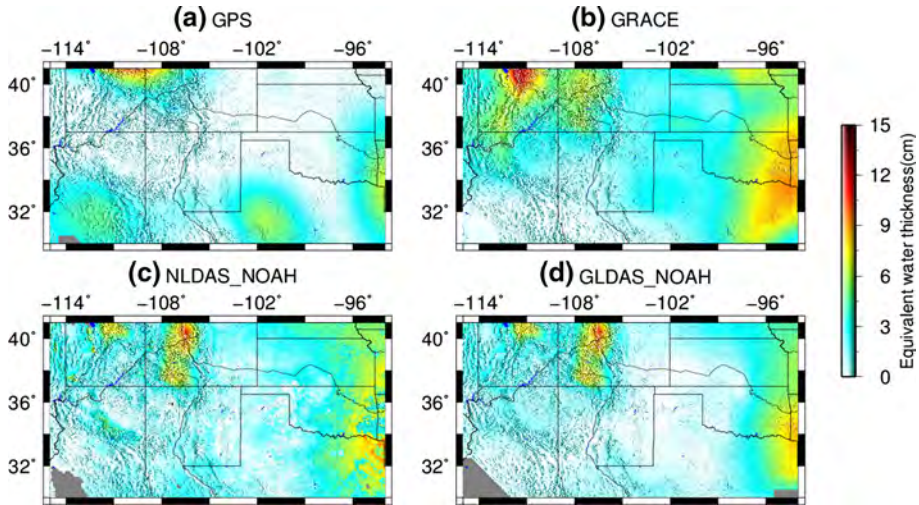 (a) GPS
(b) GRACE
−114° −108° −102° −96°
−114° −108° −102° −96°
40°
36°
32°
40°
36°
32°
15
12
9
6
3
0
Equivalent water thickness(cm)
(c) NLDAS_NOAH
(d) GLDAS_NOAH
−114° −108° −102° −96°
−114° −108° −102° −96°
40°
36°
32°
40°
36°
32°